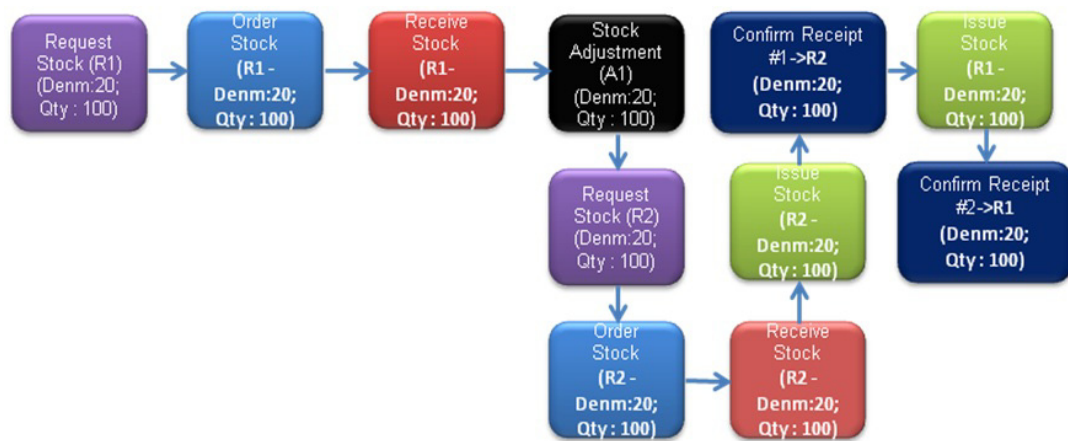 Request
Stock (R1)
(Denm:20;
Qty : 100)
Order
Stock
(R1 -
Denm:20;
Qty : 100)
Receive
Stock
(R1-
Denm:20;
Qty : 100)
Stock
Adjustment
(A1)
(Denm:20;
Qty : 100)
Request
Stock (R2)
(Denm:20;
Qty : 100)
Order
Stock
(R2 -
Denm:20;
Qty : 100)
Receive
Stock
(R2 -
Denm:20;
Qty : 100)
Issue
Stock
(R2 -
Denm:20;
Qty : 100)
Confirm Receipt
#1->R2
(Denm:20;
Qty : 100)
Issue
Stock
(R1 -
Denm:20;
Qty : 100)
Confirm Receipt
#2->R1
(Denm:20;
Qty : 100)